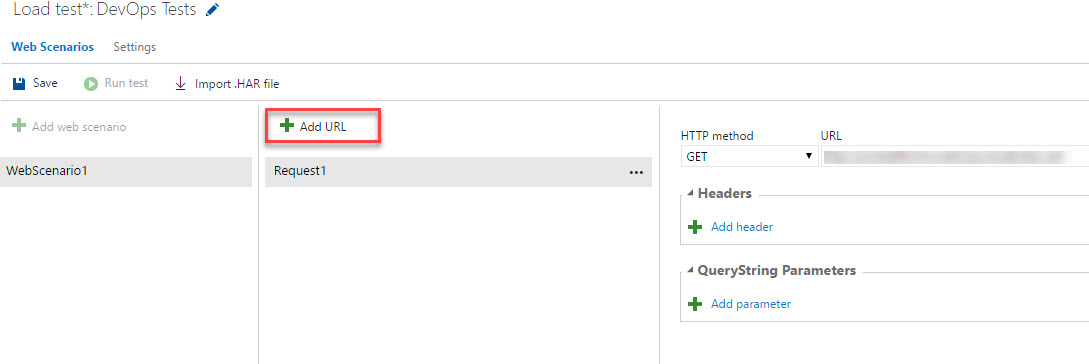 Load test*: DevOps Tests
Web Scenarios Settings
Save Run test Import .HAR file
Add web scenario
WebScenario1
Add URL
Request1
HTTP method URL
GET
Headers
Add header
QueryString Parameters
Add parameter